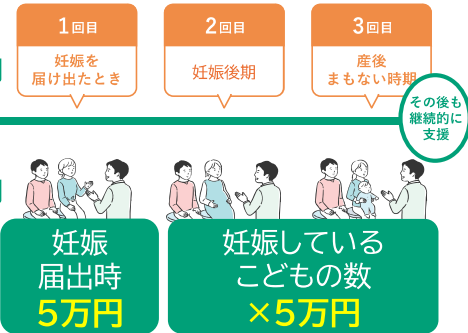 1回目
妊娠を
届け出たとき
2回目
妊娠後期
3回目
産後
まもない時期
その後も
継続的に
支援
妊娠
届出時
5万円
妊娠している
こどもの数
×5万円